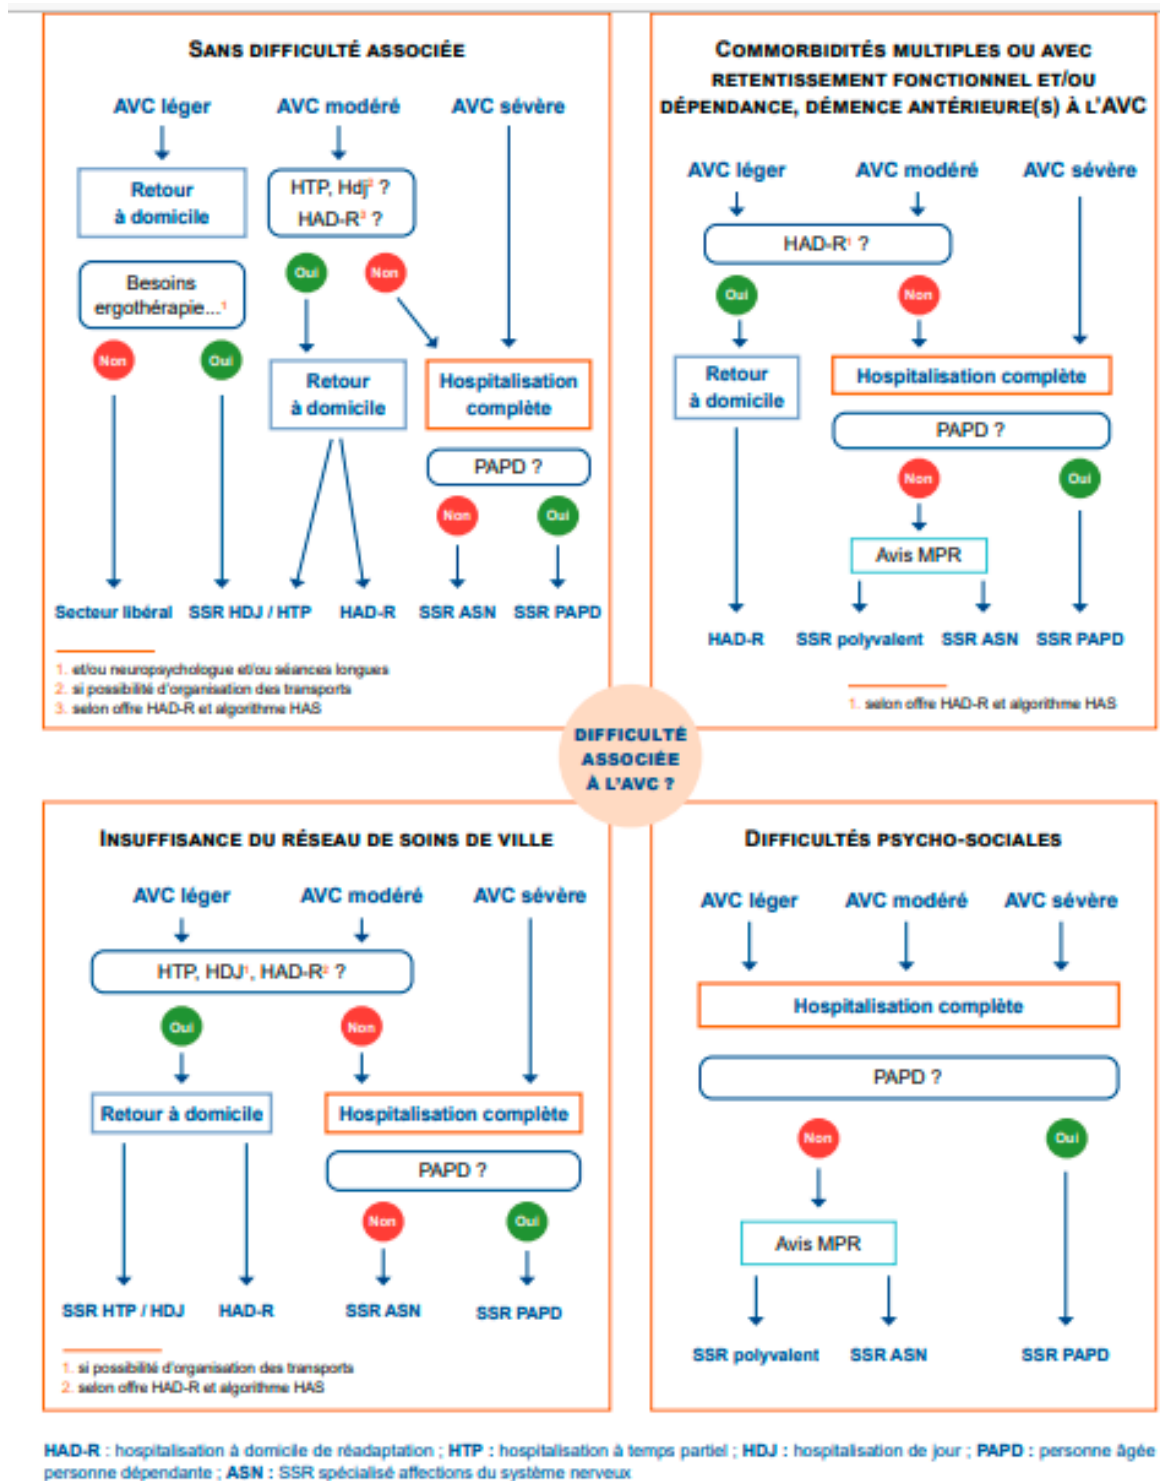 SANS DIFFICULTÉ ASSOCIÉE
AVC léger
AVC modéré
AVC sévère
Retour
à domicile
HTP, Hdj² ?
HAD-R³ ?
Besoins
ergothérapie...¹
Oui
Non
Non
Oui
Retour
à domicile
Hospitalisation
complète
PAPD ?
Non
Oui
Secteur libéral
SSR HDJ / HTP
HAD-R
SSR ASN
SSR PAPD
1. et/ou neuropsychologue et/ou séances longues
2. si possibilité d'organisation des transports
3. selon offre HAD-R et algorithme HAS
COMMORBIDITÉS MULTIPLES OU AVEC
RETENTISSEMENT FONCTIONNEL ET/OU
DÉPENDANCE, DÉMENCE ANTÉRIEURE(S) À L'AVC
AVC léger
AVC modéré
AVC sévère
HAD-R¹ ?
Oui
Non
Retour
à domicile
Hospitalisation complète
PAPD ?
Non
Oui
Avis MPR
HAD-R
SSR polyvalent
SSR ASN
SSR PAPD
1. selon offre HAD-R et algorithme HAS
DIFFICULTÉ
ASSOCIÉE
À L'AVC ?
INSUFFISANCE DU RÉSEAU DE SOINS DE VILLE
AVC léger
AVC modéré
AVC sévère
HTP, HDJ¹, HAD-R² ?
Oui
Non
Retour à domicile
Hospitalisation complète
PAPD ?
Non
Oui
SSR HTP / HDJ
HAD-R
SSR ASN
SSR PAPD
1. si possibilité d'organisation des transports
2. selon offre HAD-R et algorithme HAS
DIFFICULTÉS PSYCHO-SOCIALES
AVC léger
AVC modéré
AVC sévère
Hospitalisation complète
PAPD ?
Non
Oui
Avis MPR
SSR polyvalent
SSR ASN
SSR PAPD
HAD-R : hospitalisation à domicile de réadaptation ; HTP : hospitalisation à temps partiel ; HDJ : hospitalisation de jour ; PAPD : personne âgée
personne dépendante ; ASN : SSR spécialisé affections du système nerveux